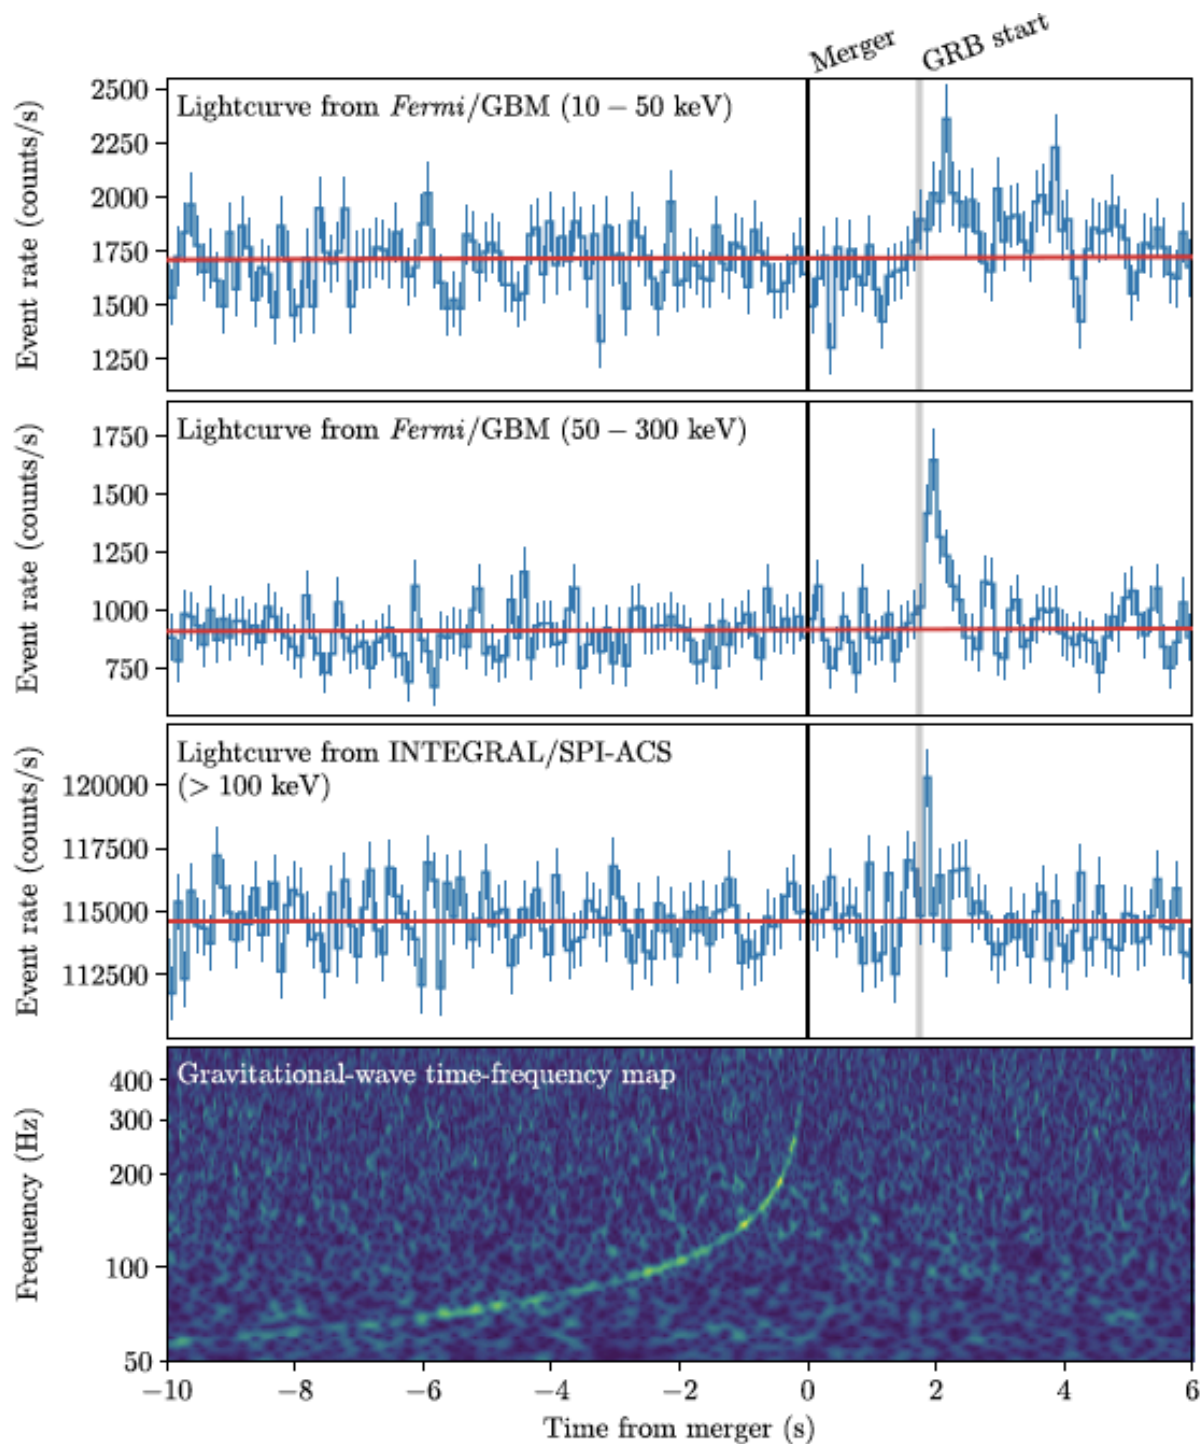 Merger
GRB start
Lightcurve from Fermi/GBM (10 − 50 keV)
Event rate (counts/s)
2500
2250
2000
1750
1500
1250
Lightcurve from Fermi/GBM (50 − 300 keV)
Event rate (counts/s)
1750
1500
1250
1000
750
Lightcurve from INTEGRAL/SPI-ACS
(> 100 keV)
Event rate (counts/s)
120000
117500
115000
112500
Gravitational-wave time-frequency map
Frequency (Hz)
400
300
200
100
50
−10 −8 −6 −4 −2 0 2 4 6
Time from merger (s)